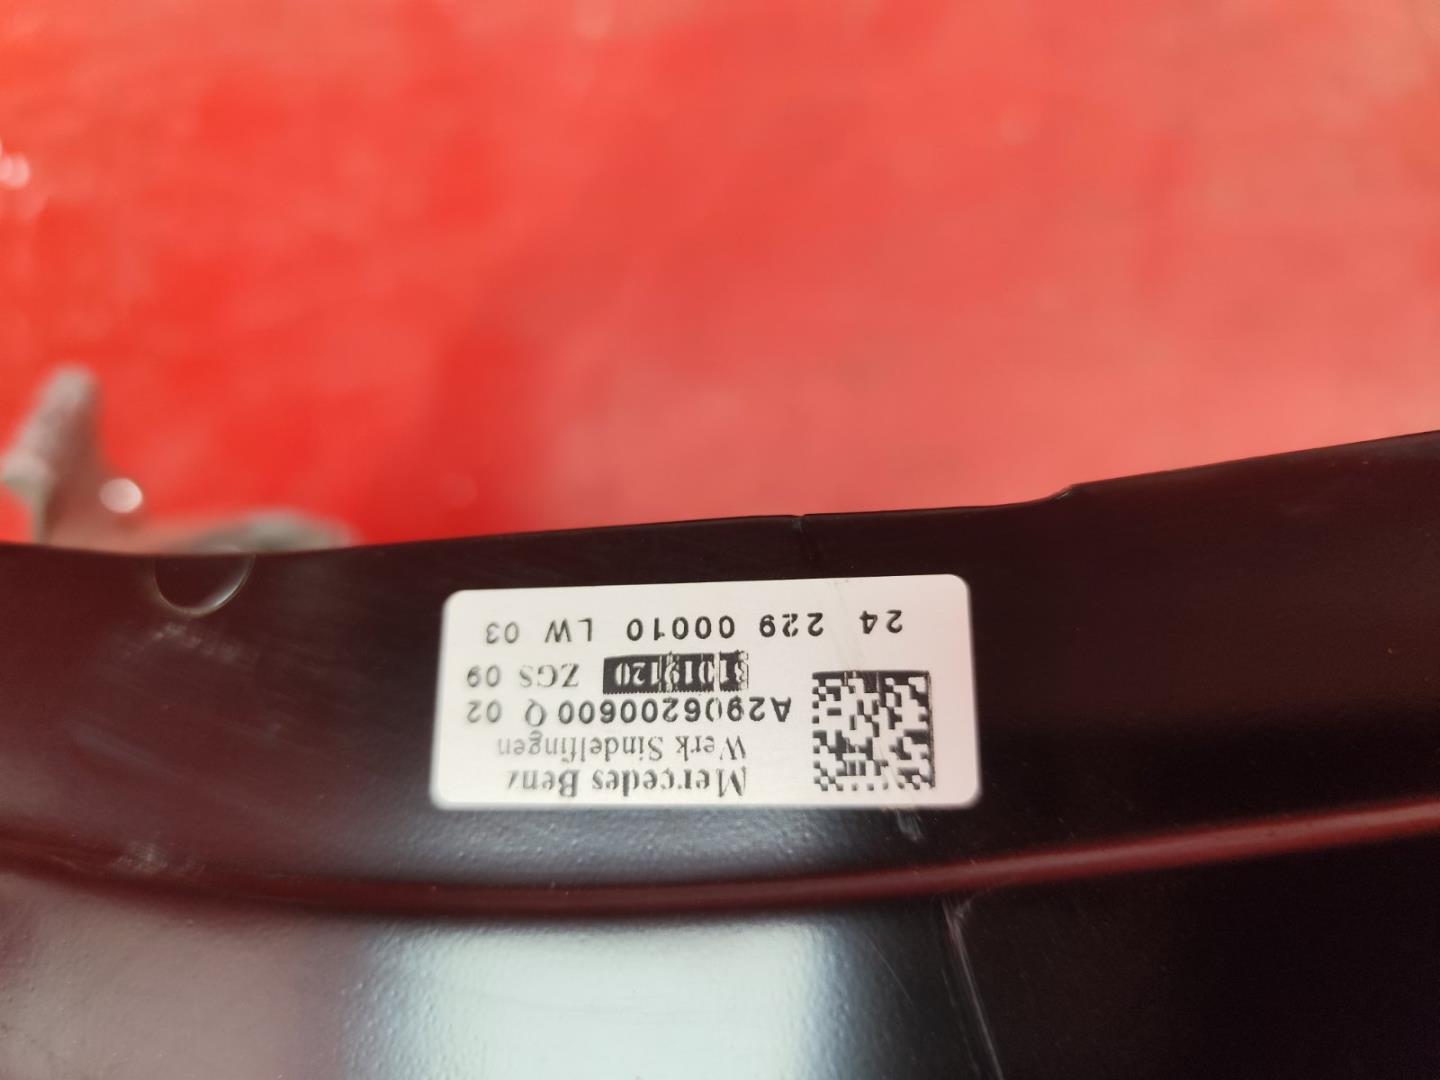 Mercedes Benz
Werk Sindelfingen
A2906200600 Q 02
ZGS 09
24 229 00010 LW 03